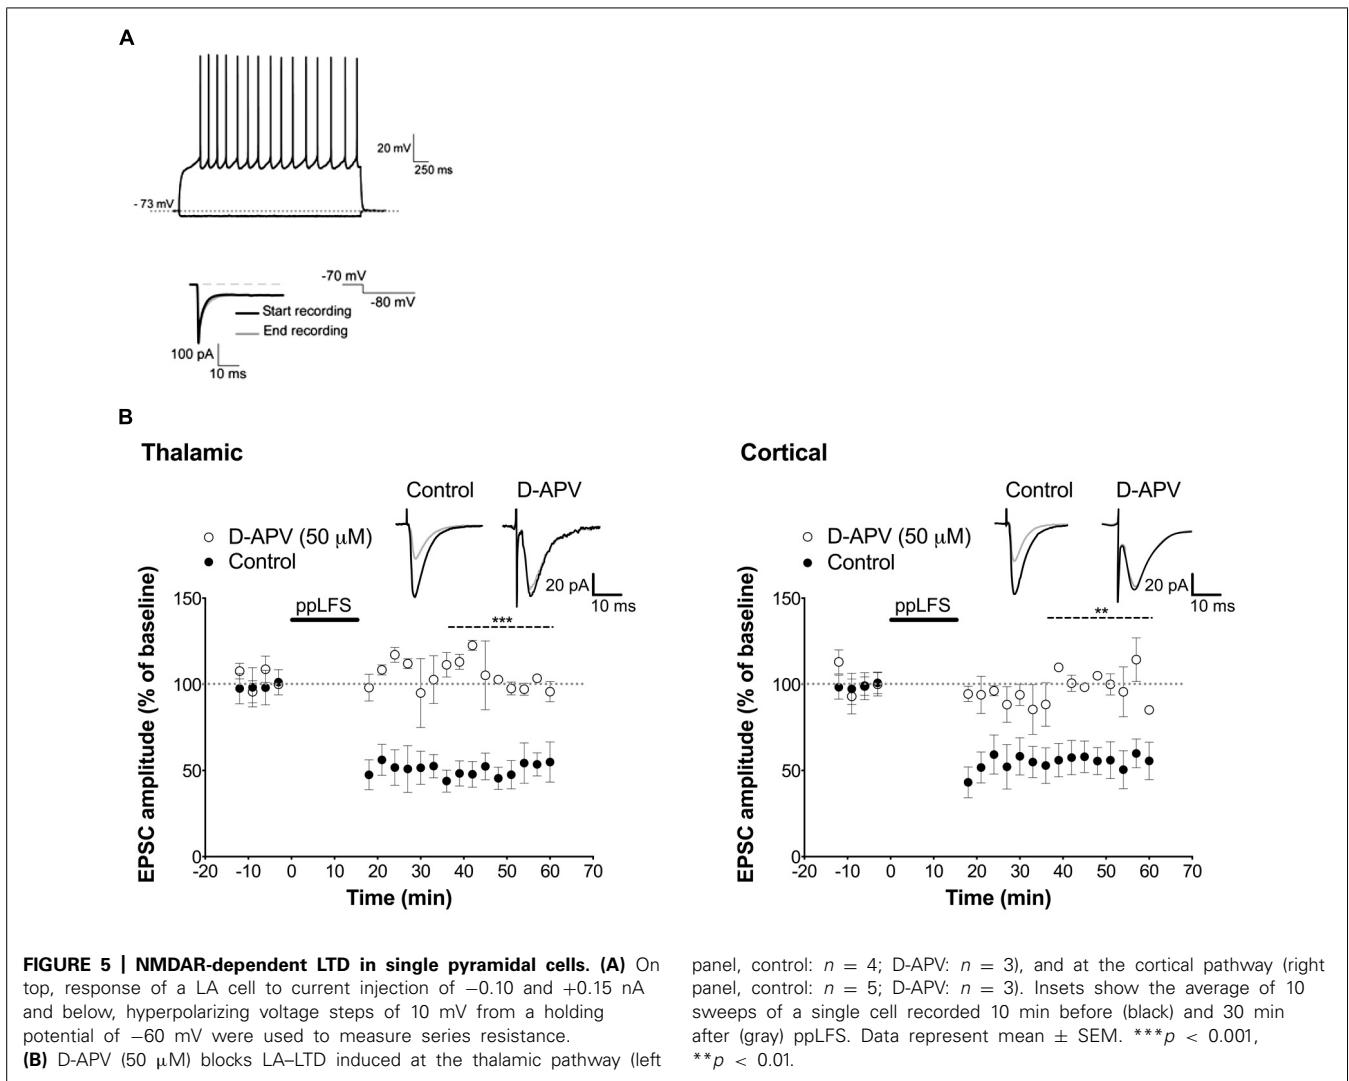 A
20 mV
250 ms
- 73 mV
-70 mV
-80 mV
Start recording
End recording
100 pA
10 ms
B
Thalamic
Control
D-APV
D-APV (50 μM)
Control
20 pA
10 ms
ppLFS
***
EPSC amplitude (% of baseline)
150
100
50
0
-20 -10 0 10 20 30 40 50 60 70
Time (min)
Cortical
Control
D-APV
D-APV (50 μM)
Control
20 pA
10 ms
ppLFS
**
EPSC amplitude (% of baseline)
150
100
50
0
-20 -10 0 10 20 30 40 50 60 70
Time (min)
FIGURE 5 | NMDAR-dependent LTD in single pyramidal cells. (A) On
top, response of a LA cell to current injection of −0.10 and +0.15 nA
and below, hyperpolarizing voltage steps of 10 mV from a holding
potential of −60 mV were used to measure series resistance.
(B) D-APV (50 μM) blocks LA–LTD induced at the thalamic pathway (left
panel, control: n = 4; D-APV: n = 3), and at the cortical pathway (right
panel, control: n = 5; D-APV: n = 3). Insets show the average of 10
sweeps of a single cell recorded 10 min before (black) and 30 min
after (gray) ppLFS. Data represent mean ± SEM. ***p < 0.001,
**p < 0.01.